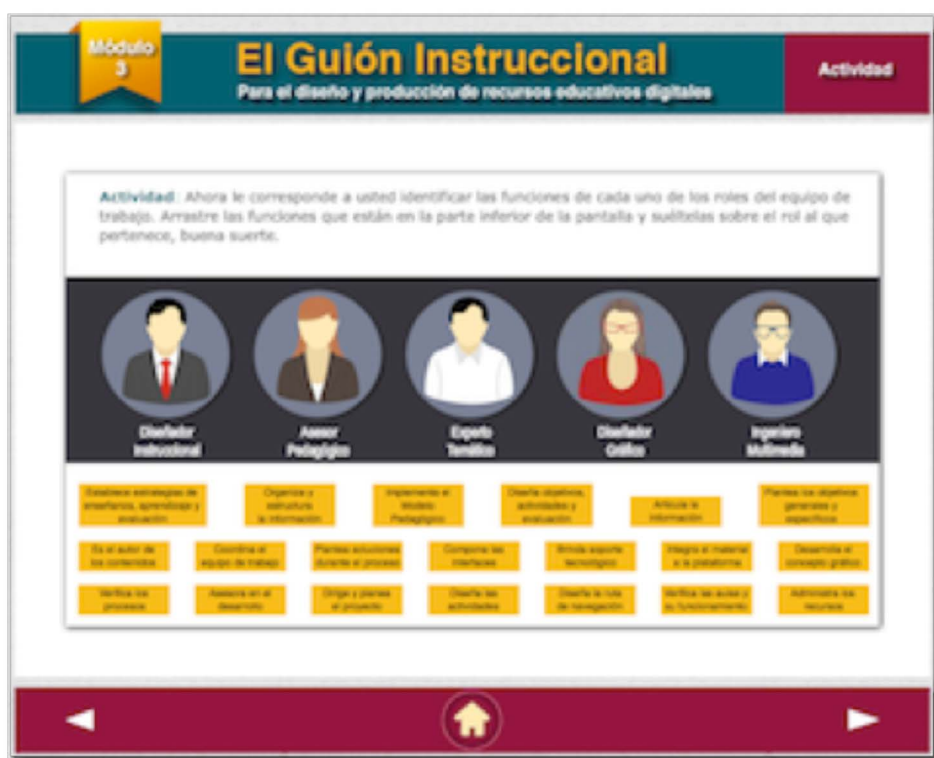 Módulo
3
El Guión Instruccional
Para el diseño y producción de recursos educativos digitales
Actividad
Actividad: Ahora le corresponde a usted identificar las funciones de cada uno de los roles del equipo de
trabajo. Arrastre las funciones que están en la parte inferior de la pantalla y suéltelas sobre el rol al que
pertenece, buena suerte.
Diseñador
Instruccional
Asesor
Pedagógico
Experto
Temático
Diseñador
Gráfico
Ingeniero
Multimedia
Establece estrategias de
enseñanza, aprendizaje y
evaluación
Organiza y
estructura
la información
Implementa el
Modelo
Pedagógico
Diseña objetivos,
actividades y
evaluación
Articula la
información
Plantea los objetivos
generales y
específicos
Es el autor de
los contenidos
Coordina el
equipo de trabajo
Plantea soluciones
durante el proceso
Compone las
interfaces
Brinda soporte
tecnológico
Integra el material
a la plataforma
Desarrolla el
concepto gráfico
Verifica los
procesos
Asesora en el
desarrollo
Dirige y planea
el proyecto
Diseña las
actividades
Diseña la ruta
de navegación
Verifica las aulas y
su funcionamiento
Administra los
recursos